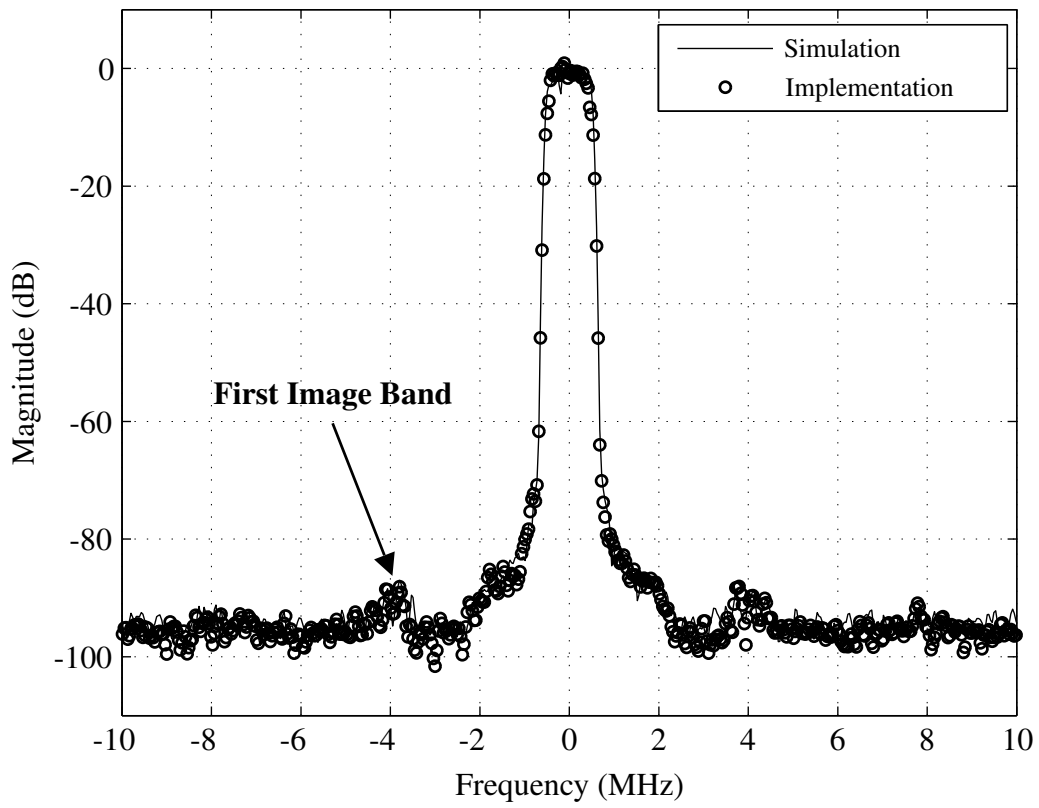 Simulation
Implementation
0
-20
-40
-60
-80
-100
Magnitude (dB)
First Image Band
-10 -8 -6 -4 -2 0 2 4 6 8 10
Frequency (MHz)